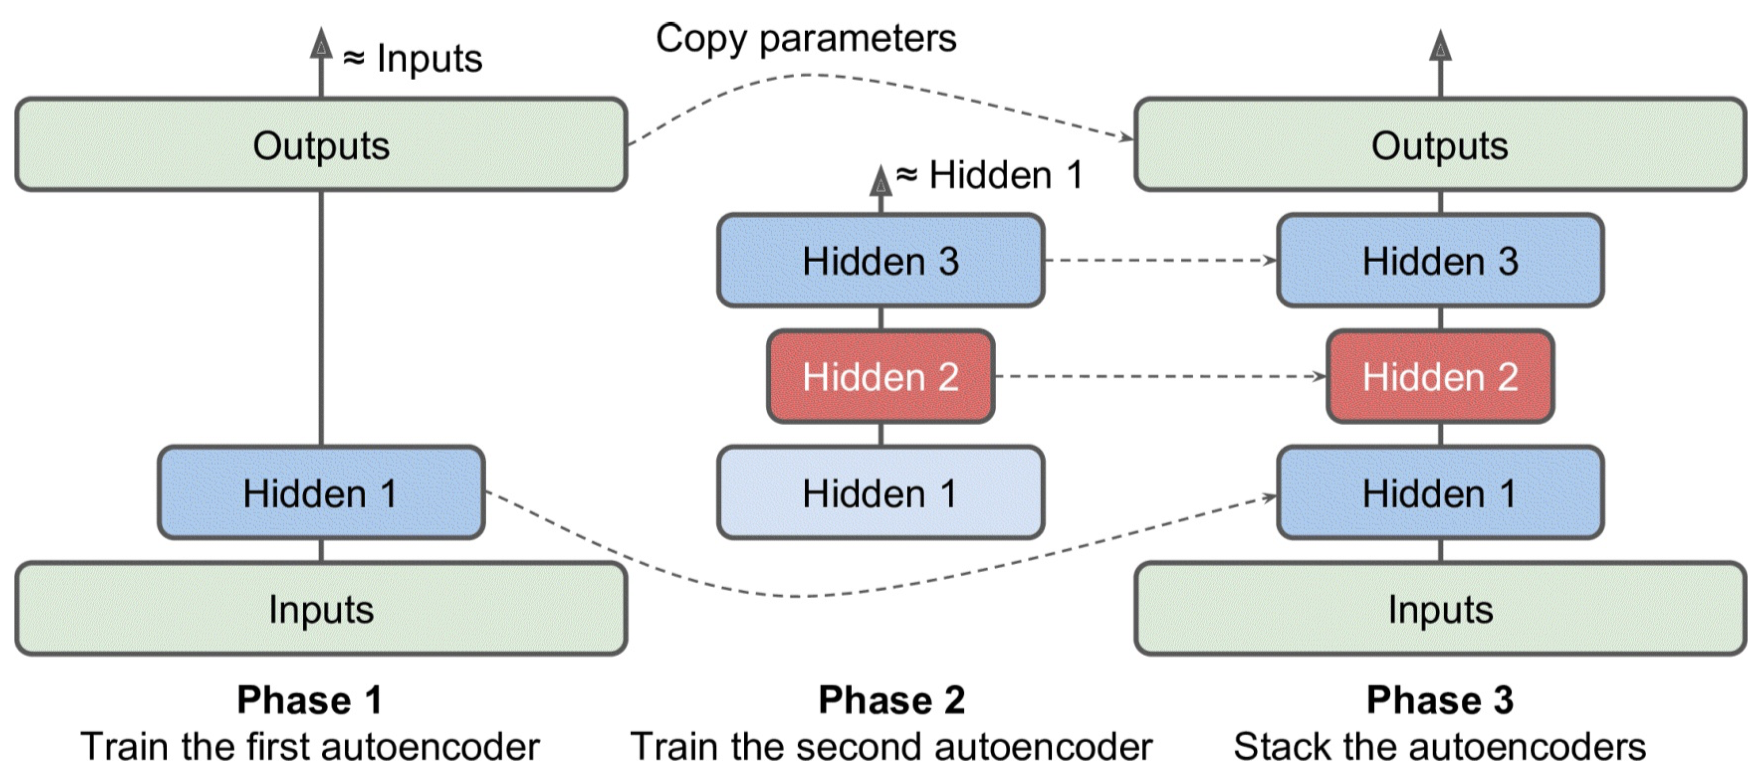 ≈ Inputs
Outputs
Hidden 1
Inputs
Phase 1
Train the first autoencoder
Copy parameters
≈ Hidden 1
Hidden 3
Hidden 2
Hidden 1
Phase 2
Train the second autoencoder
Outputs
Hidden 3
Hidden 2
Hidden 1
Inputs
Phase 3
Stack the autoencoders